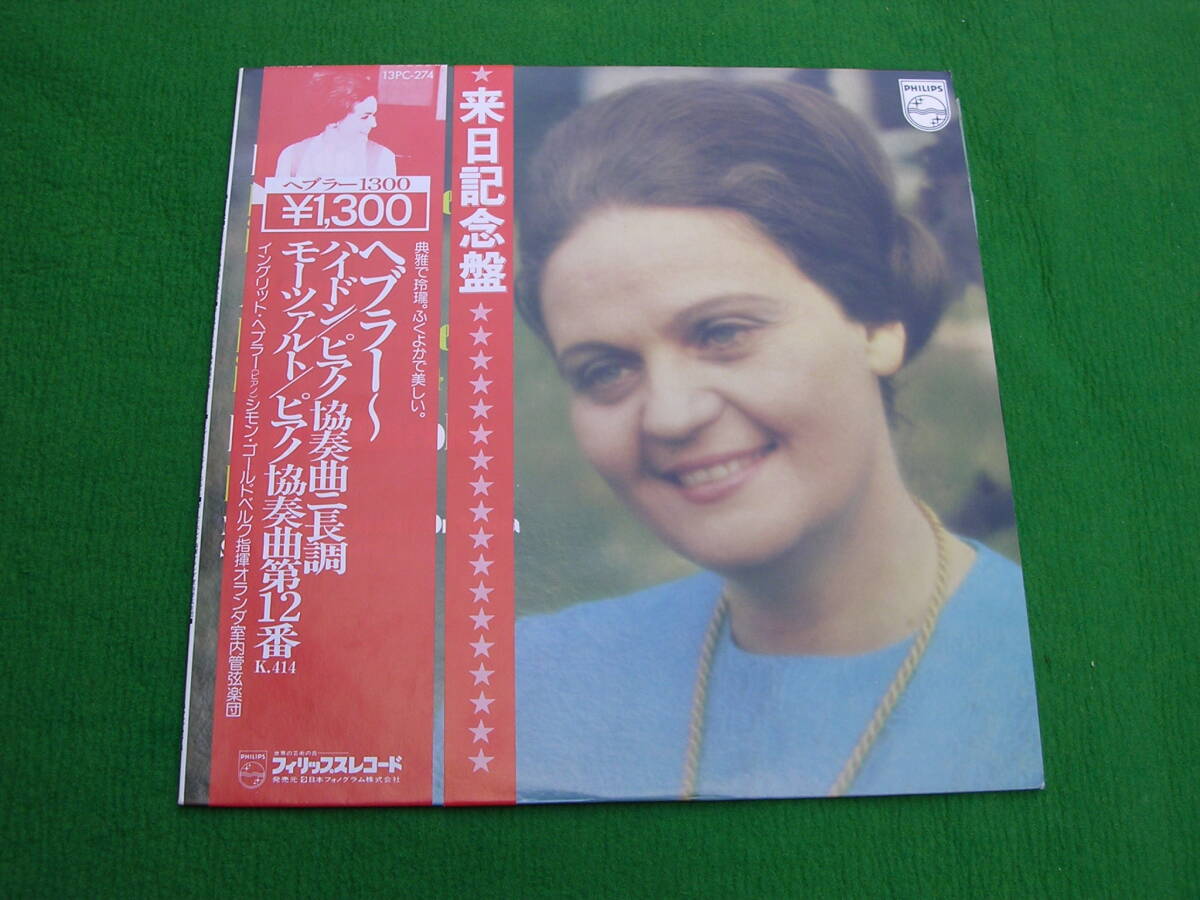 13PC-274
ヘブラー1300
¥1,300
典雅で玲瓏。ふくよかで美しい。
ヘブラー〜
ハイドン/ピアノ協奏曲ニ長調
モーツァルト/ピアノ協奏曲第12番
K.414
イングリット・ヘブラー(ピアノ)シモン・ゴールドベルク指揮オランダ室内管弦楽団
PHILIPS
フィリップスレコード
発売元 日本フォノグラム株式会社
★来日記念盤★★★★★★★★★★★★★★★★★★
PHILIPS